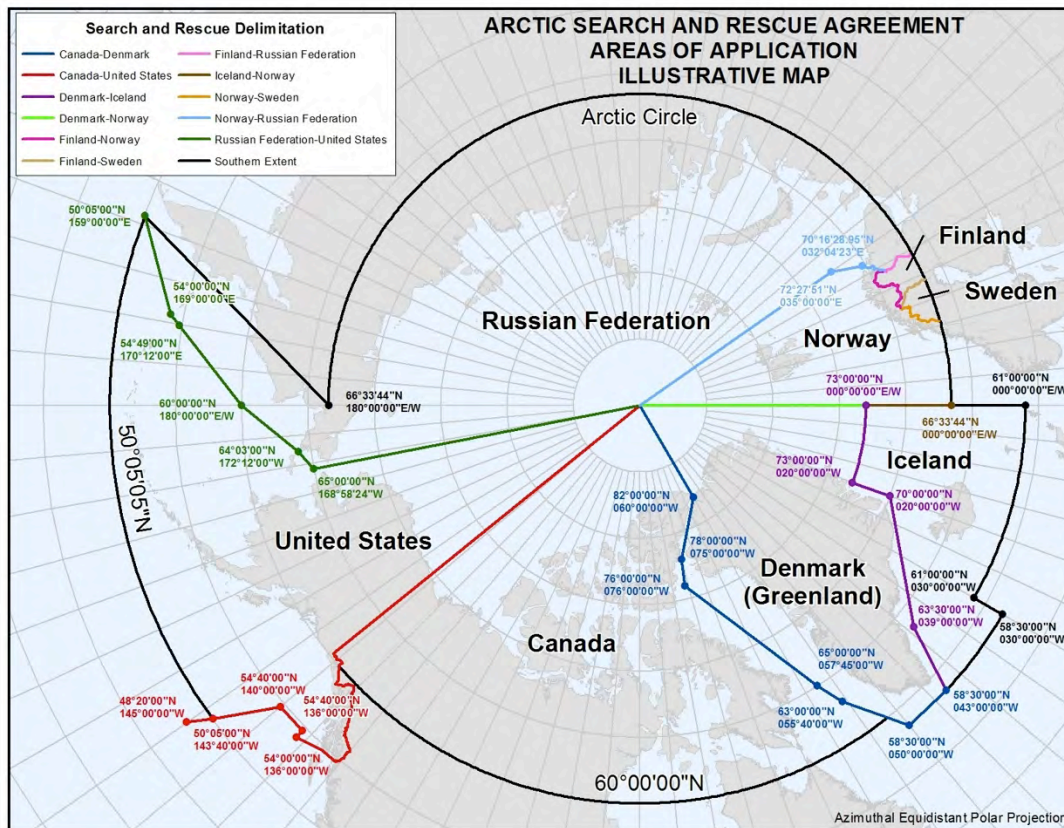 ARCTIC SEARCH AND RESCUE AGREEMENT
AREAS OF APPLICATION
ILLUSTRATIVE MAP
Search and Rescue Delimitation
Canada-Denmark
Canada-United States
Denmark-Iceland
Denmark-Norway
Finland-Norway
Finland-Sweden
Finland-Russian Federation
Iceland-Norway
Norway-Sweden
Norway-Russian Federation
Russian Federation-United States
Southern Extent
Arctic Circle
50°05'00"N
159°00'00"E
54°00'00"N
169°00'00"E
54°49'00"N
170°12'00"E
60°00'00"N
180°00'00"E/W
64°03'00"N
172°12'00"W
65°00'00"N
168°58'24"W
66°33'44"N
180°00'00"E/W
50°05'05"N
Russian Federation
70°16'28.95"N
032°04'23"E
72°27'51"N
035°00'00"E
Finland
Sweden
Norway
73°00'00"N
000°00'00"E/W
61°00'00"N
000°00'00"E/W
66°33'44"N
000°00'00"E/W
Iceland
73°00'00"N
020°00'00"W
70°00'00"N
020°00'00"W
82°00'00"N
060°00'00"W
78°00'00"N
075°00'00"W
76°00'00"N
076°00'00"W
Denmark
(Greenland)
61°00'00"N
030°00'00"W
58°30'00"N
030°00'00"W
63°30'00"N
039°00'00"W
United States
Canada
65°00'00"N
057°45'00"W
63°00'00"N
055°40'00"W
58°30'00"N
043°00'00"W
58°30'00"N
050°00'00"W
48°20'00"N
145°00'00"W
50°05'00"N
143°40'00"W
54°40'00"N
140°00'00"W
54°40'00"N
136°00'00"W
54°00'00"N
136°00'00"W
60°00'00"N
Azimuthal Equidistant Polar Projection